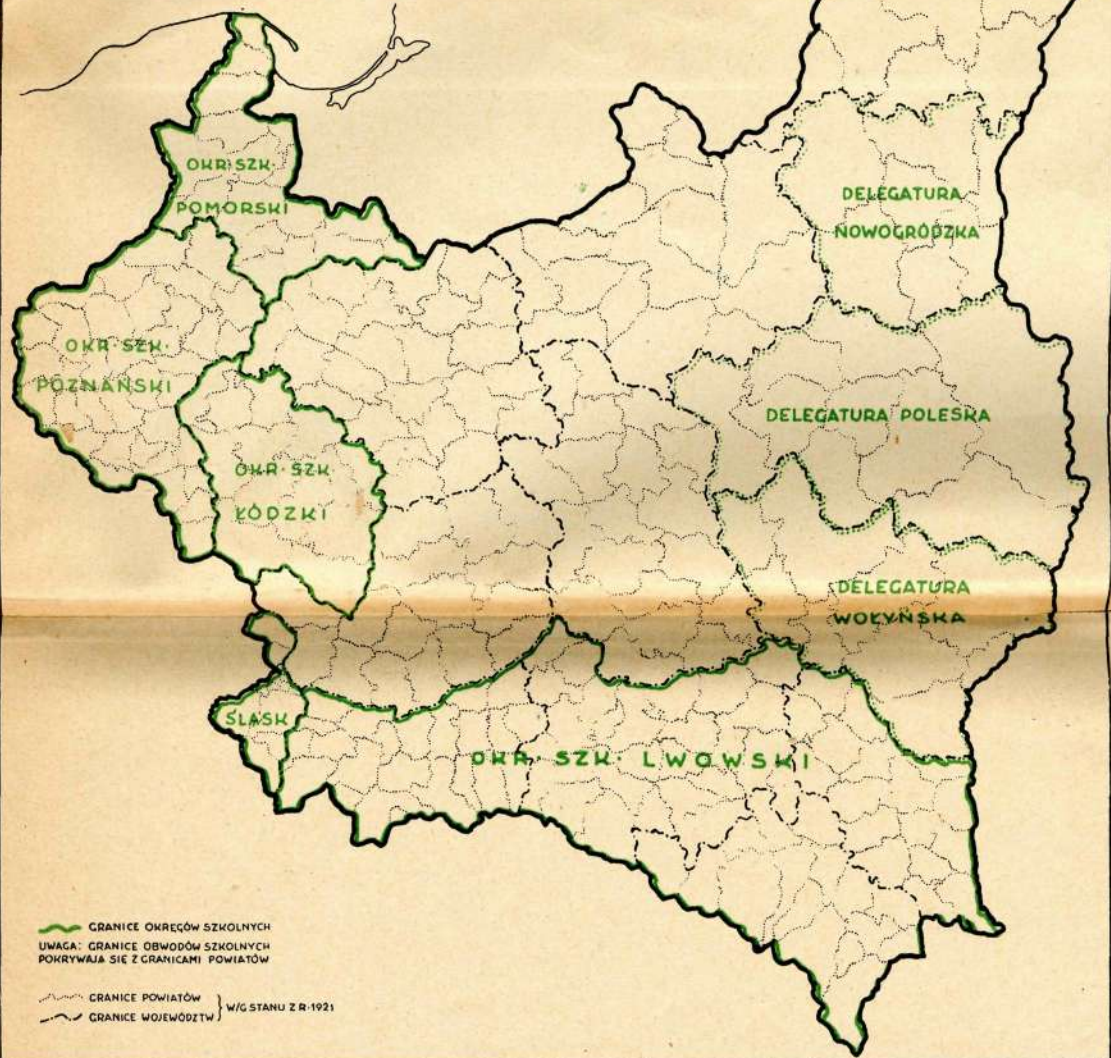 OKR·SZK·
POMORSKI
DELEGATURA
NOWOGRÓDZKA
OKR·SZK·
POZNAŃSKI
DELEGATURA POLESKA
OKR·SZK
ŁÓDZKI
DELEGATURA
WOŁYŃSKA
ŚLĄSK
OKR· SZK· LWOWSKI
GRANICE OKRĘGÓW SZKOLNYCH
UWAGA: GRANICE OBWODÓW SZKOLNYCH
POKRYWAJĄ SIĘ Z GRANICAMI POWIATÓW
GRANICE POWIATÓW
GRANICE WOJEWÓDZTW
W/G STANU Z R·1921